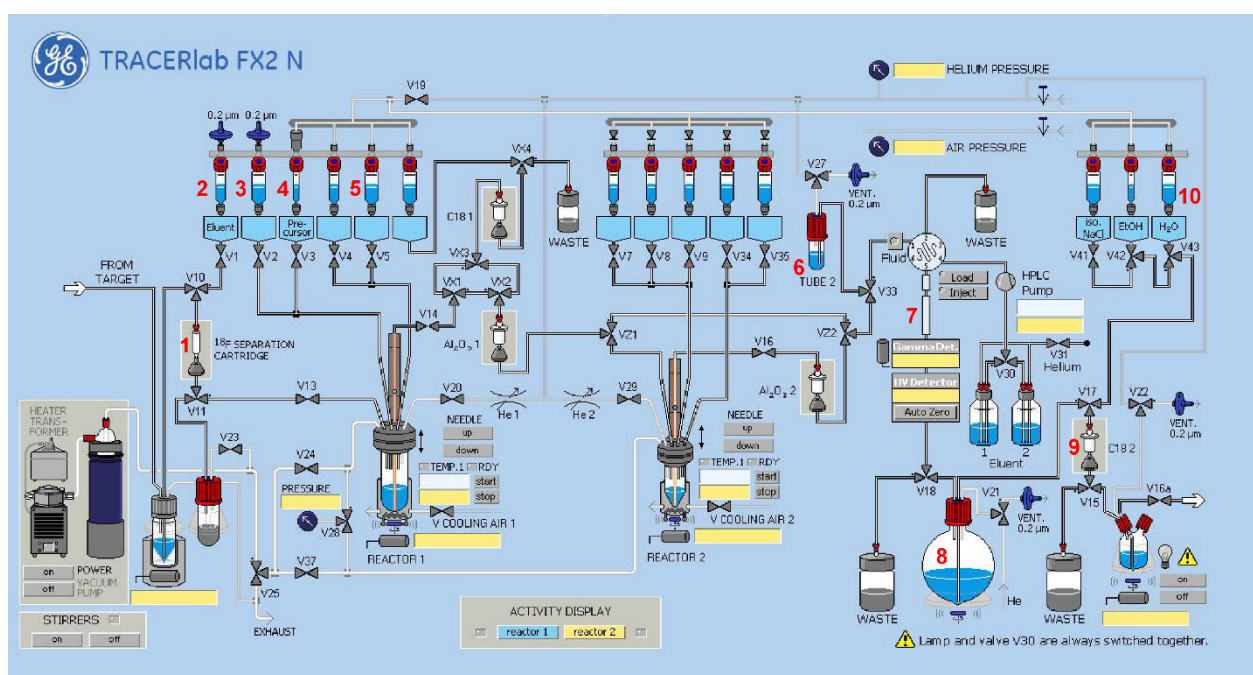 GE
TRACERlab FX2 N
HELIUM PRESSURE
V19
0.2 µm 0.2 µm
AIR PRESSURE
VX4
V27
VENT.
0.2 µm
2 3 4 5
C18 1
WASTE
6
TUBE 2
WASTE
10
Eluent
Pre-
cursor
Iso.
NaCl
EtOH
H₂O
FROM
TARGET
V10
V1 V2 V3 V4 V5
VX3
VX1 VX2
V7 V8 V9 V34 V35
Fluid
V33
Load
Inject
HPLC
Pump
V41 V42 V43
1
18F SEPARATION
CARTRIDGE
V14
Al₂O₃ 1
VZ1
VZ2
7
V16
Al₂O₃ 2
Gamma Det.
UV Detector
Auto Zero
V31
Helium
V30
1 2
Eluent
V11
V13
V20
He 1
He 2
V29
V17
V22
VENT.
0.2 µm
9
C18 2
HEATER
TRANS-
FORMER
V23
V24
NEEDLE
up
down
TEMP.1 RDY
start
stop
NEEDLE
up
down
TEMP.1 RDY
start
stop
PRESSURE
V28
V COOLING AIR 1
REACTOR 1
V COOLING AIR 2
REACTOR 2
V18
V21
VENT.
0.2 µm
V15
V16a
8
He
on
off
POWER
VACUUM
PUMP
V37
V25
EXHAUST
STIRRERS
on off
ACTIVITY DISPLAY
reactor 1 reactor 2
WASTE
WASTE
on
off
Lamp and valve V30 are always switched together.